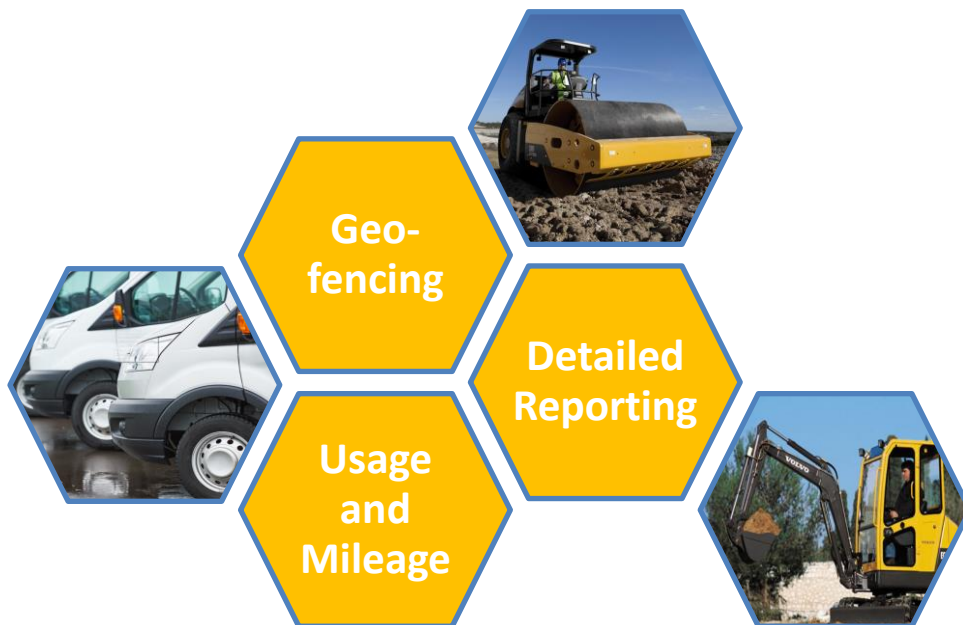 Geo-
fencing
Detailed
Reporting
Usage
and
Mileage
VOLVO